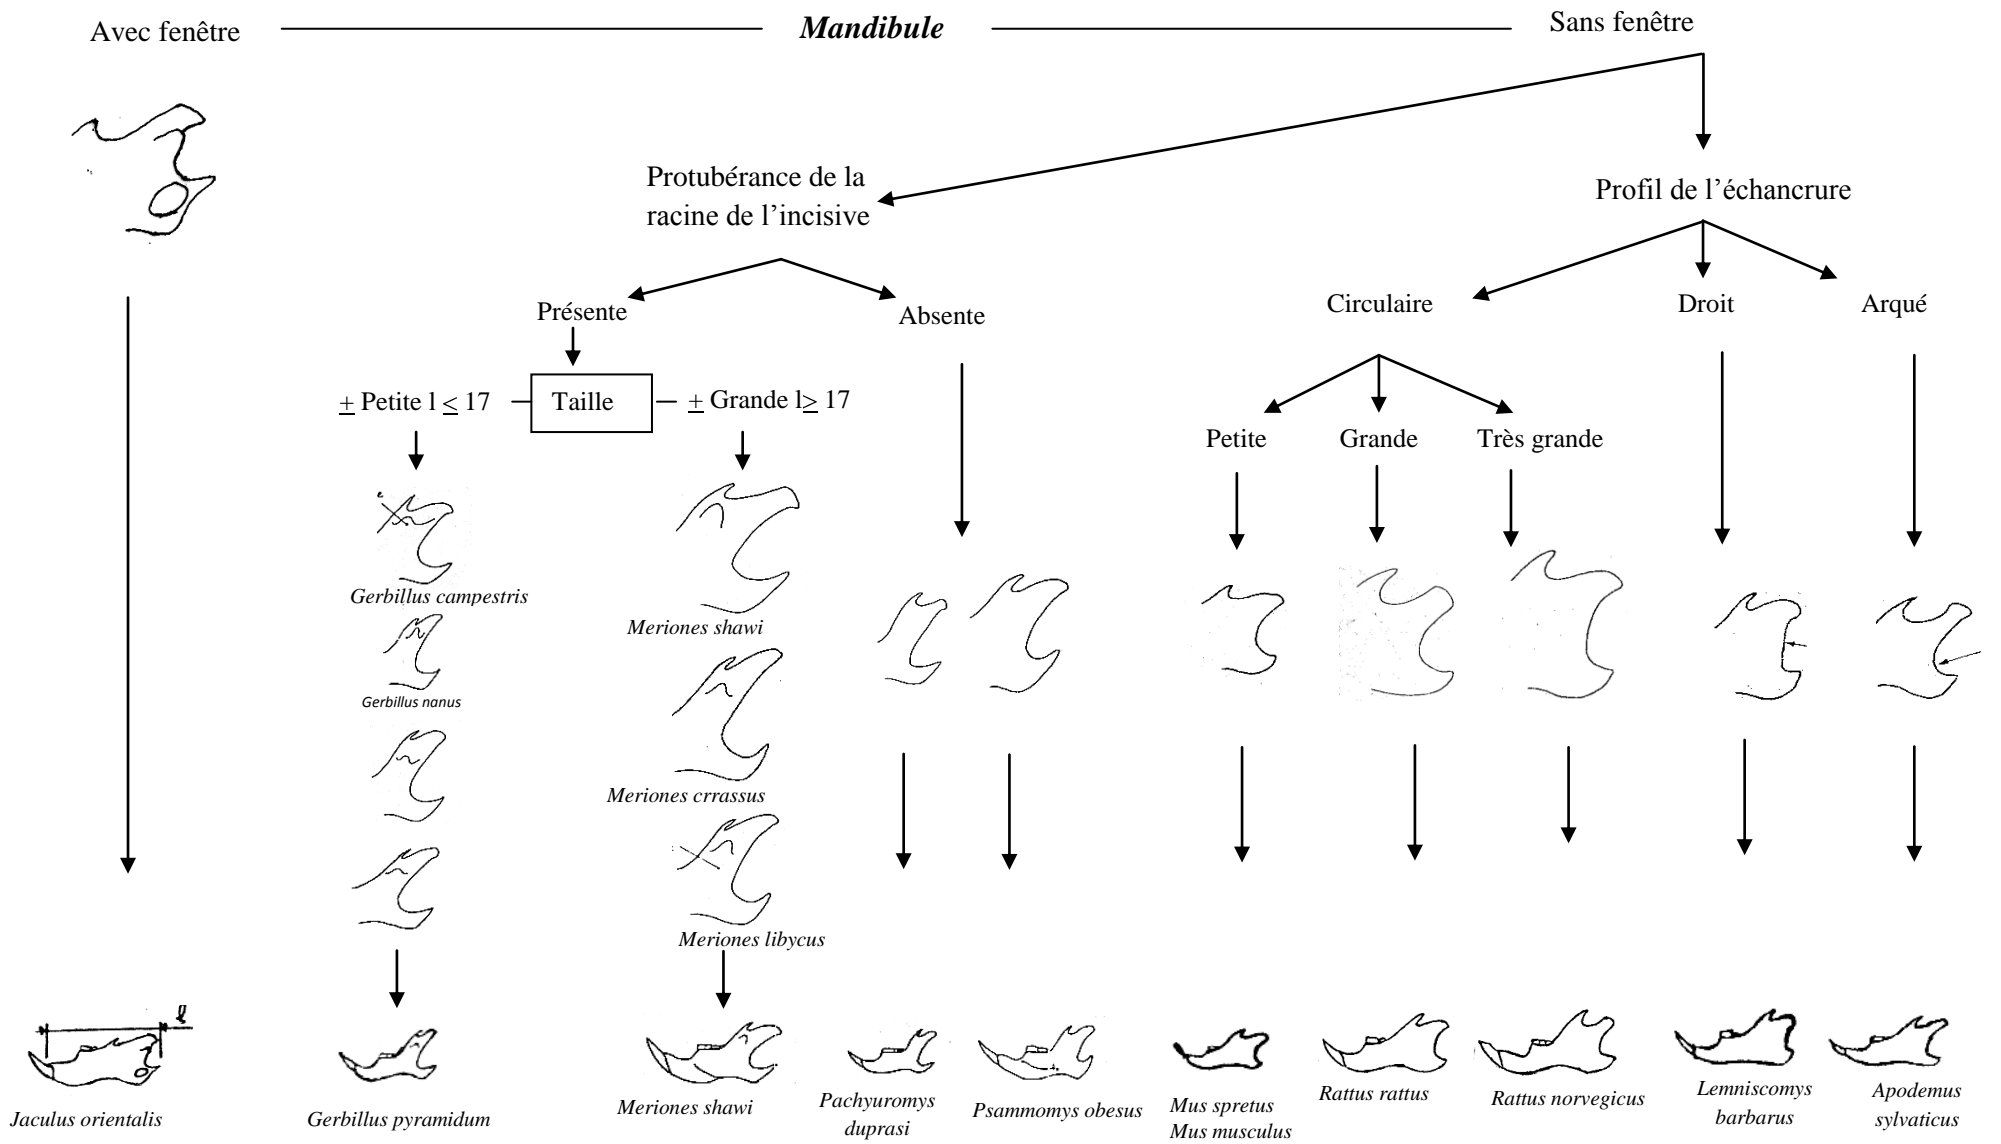 Avec fenêtre
Mandibule
Sans fenêtre
Protubérance de la
racine de l’incisive
Profil de l’échancrure
Présente
Absente
Circulaire
Droit
Arqué
± Petite l ≤ 17
Taille
± Grande l≥ 17
Petite
Grande
Très grande
Gerbillus campestris
Meriones shawi
Gerbillus nanus
Meriones crrassus
Meriones libycus
l
Jaculus orientalis
Gerbillus pyramidum
Meriones shawi
Pachyuromys
duprasi
Psammomys obesus
Mus spretus
Mus musculus
Rattus rattus
Rattus norvegicus
Lemniscomys
barbarus
Apodemus
sylvaticus